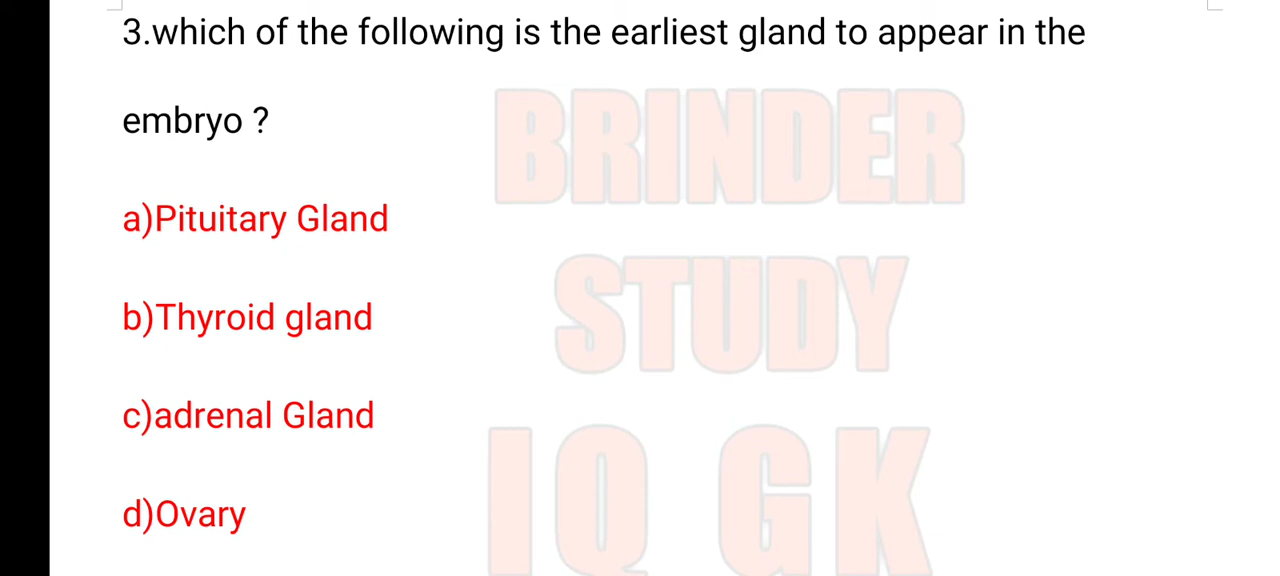 3.which of the following is the earliest gland to appear in the
embryo ?
a)Pituitary Gland
b)Thyroid gland
c)adrenal Gland
d)Ovary
BRINDER
STUDY
IQ GK